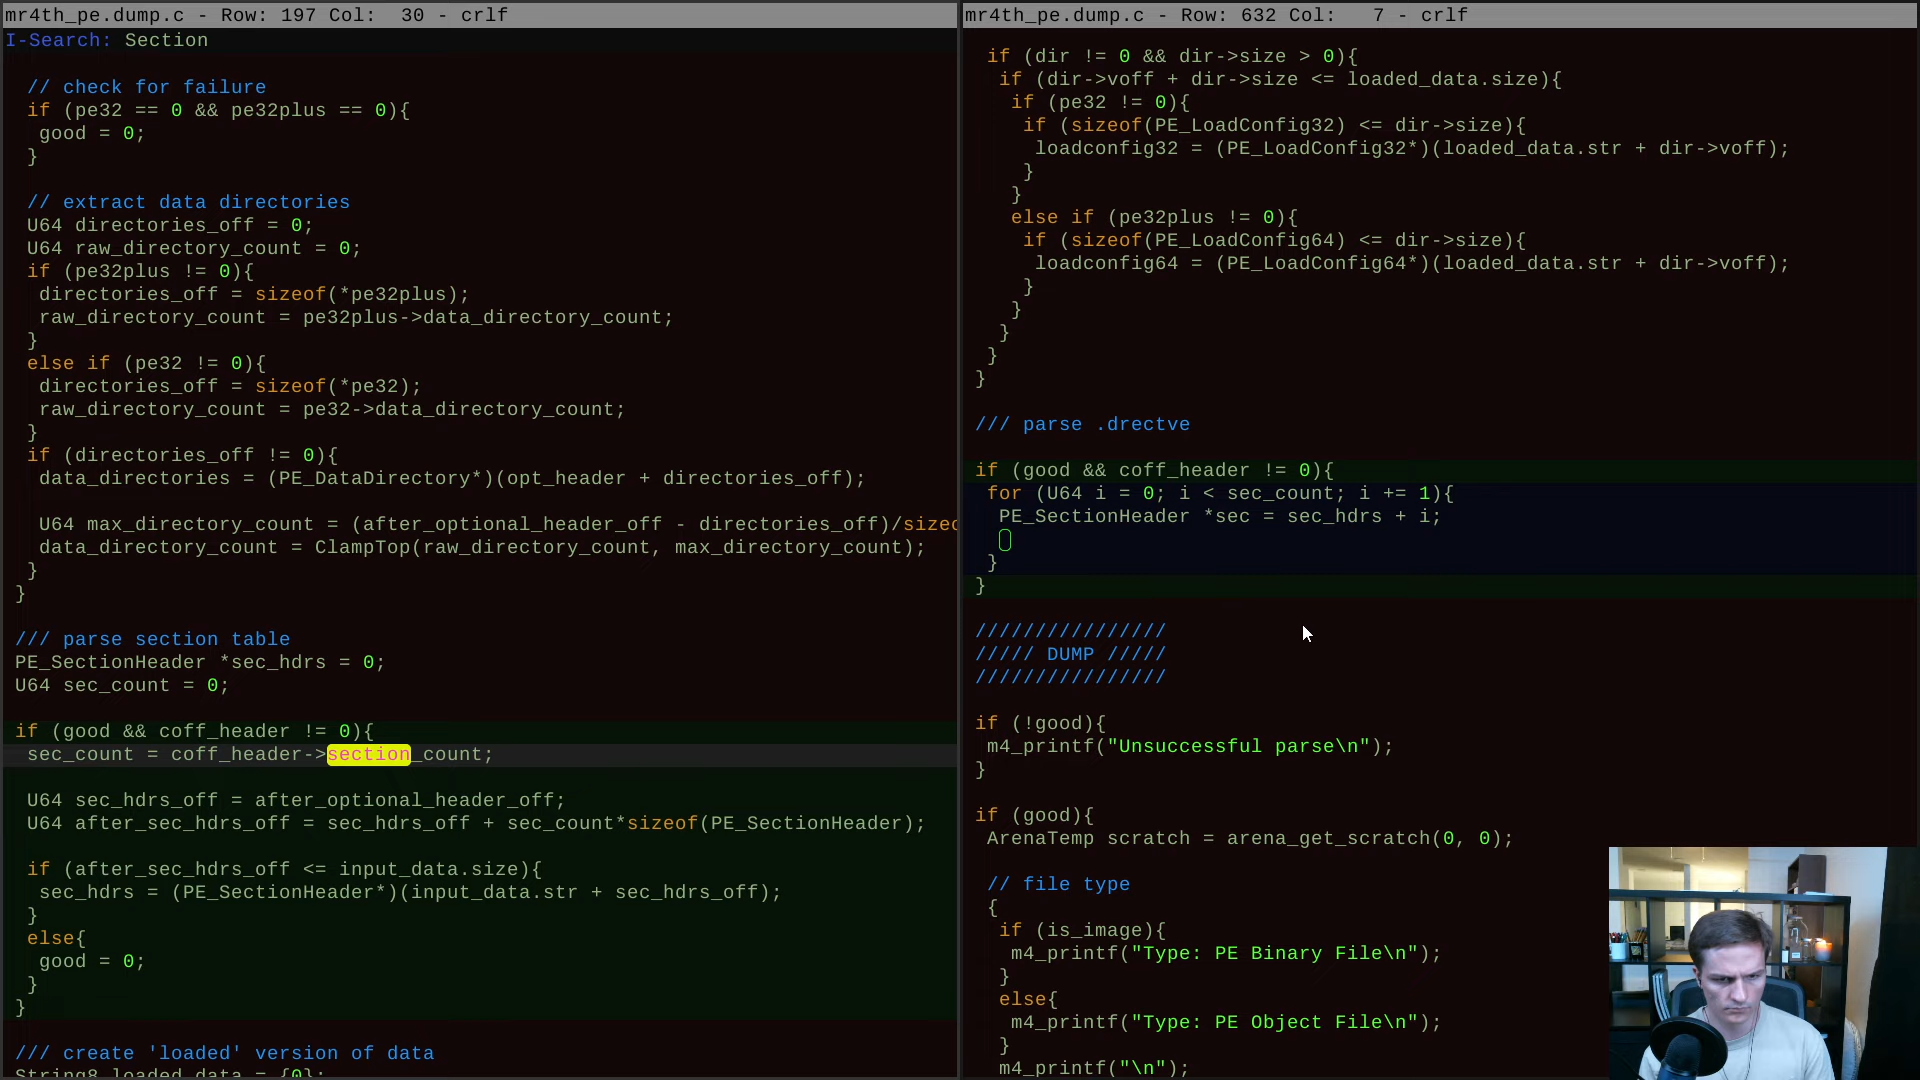 mr4th_pe.dump.c - Row: 197 Col:  30 - crlf
I-Search: Section
// check for failure
if (pe32 == 0 && pe32plus == 0){
good = 0;
}
// extract data directories
U64 directories_off = 0;
U64 raw_directory_count = 0;
if (pe32plus != 0){
directories_off = sizeof(*pe32plus);
raw_directory_count = pe32plus->data_directory_count;
}
else if (pe32 != 0){
directories_off = sizeof(*pe32);
raw_directory_count = pe32->data_directory_count;
}
if (directories_off != 0){
data_directories = (PE_DataDirectory*)(opt_header + directories_off);
U64 max_directory_count = (after_optional_header_off - directories_off)/sizeo
data_directory_count = ClampTop(raw_directory_count, max_directory_count);
}
}
/// parse section table
PE_SectionHeader *sec_hdrs = 0;
U64 sec_count = 0;
if (good && coff_header != 0){
sec_count = coff_header->section_count;
U64 sec_hdrs_off = after_optional_header_off;
U64 after_sec_hdrs_off = sec_hdrs_off + sec_count*sizeof(PE_SectionHeader);
if (after_sec_hdrs_off <= input_data.size){
sec_hdrs = (PE_SectionHeader*)(input_data.str + sec_hdrs_off);
}
else{
good = 0;
}
}
/// create 'loaded' version of data
String8 loaded_data = {0};
mr4th_pe.dump.c - Row: 632 Col:   7 - crlf
if (dir != 0 && dir->size > 0){
if (dir->voff + dir->size <= loaded_data.size){
if (pe32 != 0){
if (sizeof(PE_LoadConfig32) <= dir->size){
loadconfig32 = (PE_LoadConfig32*)(loaded_data.str + dir->voff);
}
}
else if (pe32plus != 0){
if (sizeof(PE_LoadConfig64) <= dir->size){
loadconfig64 = (PE_LoadConfig64*)(loaded_data.str + dir->voff);
}
}
}
}
}
/// parse .drectve
if (good && coff_header != 0){
for (U64 i = 0; i < sec_count; i += 1){
PE_SectionHeader *sec = sec_hdrs + i;
}
}
////////////////
///// DUMP /////
////////////////
if (!good){
m4_printf("Unsuccessful parse\n");
}
if (good){
ArenaTemp scratch = arena_get_scratch(0, 0);
// file type
{
if (is_image){
m4_printf("Type: PE Binary File\n");
}
else{
m4_printf("Type: PE Object File\n");
}
m4_printf("\n");